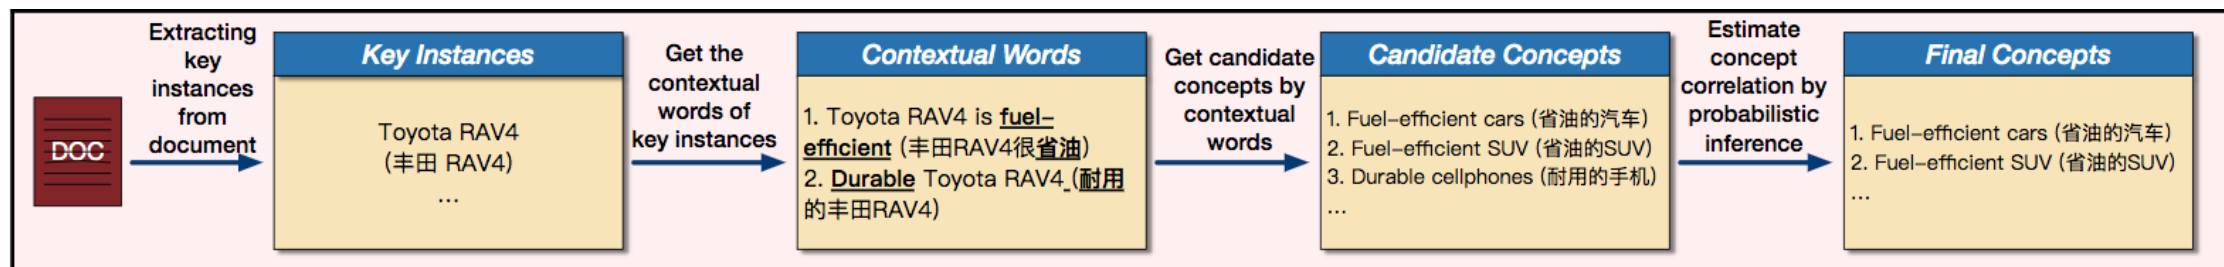 DOC
Extracting
key
instances
from
document
Key Instances
Toyota RAV4
(丰田 RAV4)
...
Get the
contextual
words of
key instances
Contextual Words
1. Toyota RAV4 is fuel-
efficient (丰田RAV4很省油)
2. Durable Toyota RAV4 (耐用
的丰田RAV4)
Get candidate
concepts by
contextual
words
Candidate Concepts
1. Fuel-efficient cars (省油的汽车)
2. Fuel-efficient SUV (省油的SUV)
3. Durable cellphones (耐用的手机)
...
Estimate
concept
correlation by
probabilistic
inference
Final Concepts
1. Fuel-efficient cars (省油的汽车)
2. Fuel-efficient SUV (省油的SUV)
...